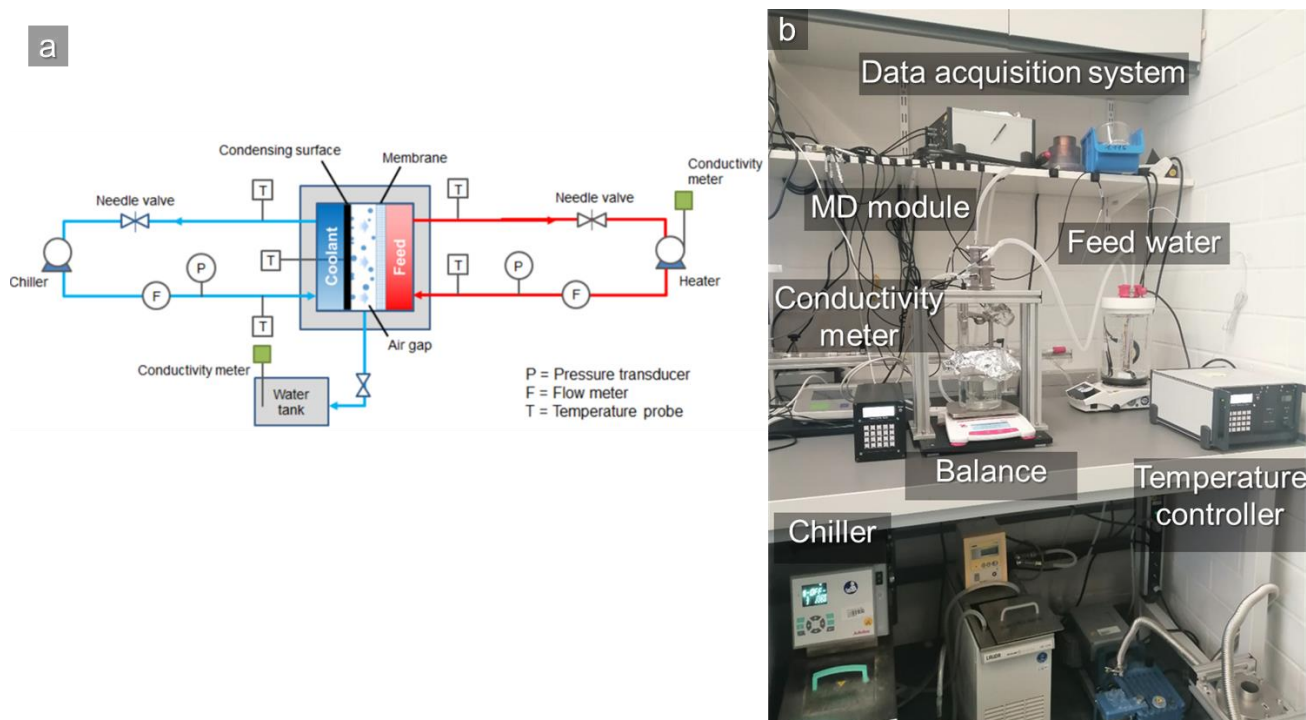 a
Condensing surface
Membrane
Conductivity
meter
Needle valve
T
T
Needle valve
Coolant
Feed
T
T
P
P
Chiller
Heater
F
F
T
Air gap
Conductivity meter
Water
tank
P = Pressure transducer
F = Flow meter
T = Temperature probe
b
Data acquisition system
MD module
Feed water
Conductivity
meter
Balance
Temperature
controller
Chiller